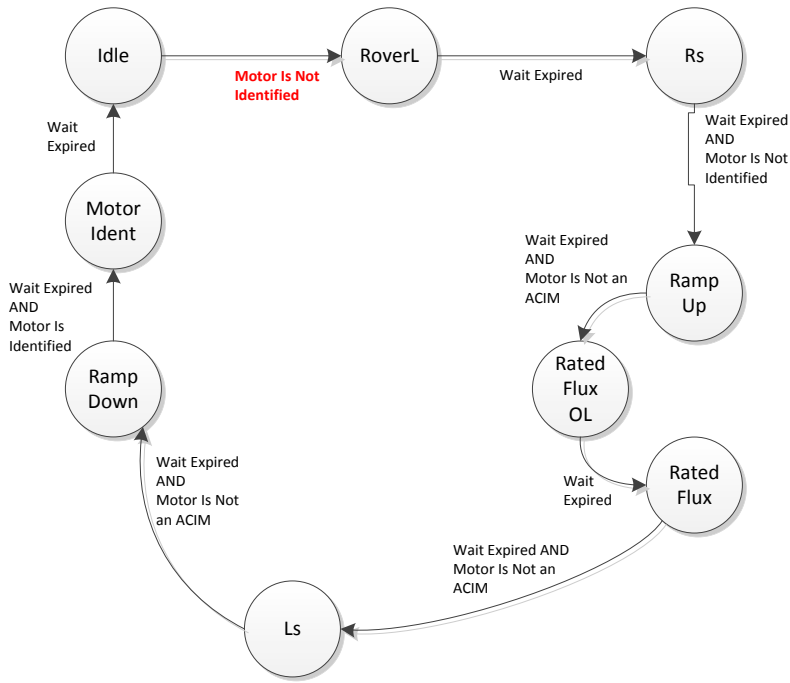 Idle
RoverL
Rs
Motor Is Not
Identified
Wait Expired
Wait Expired
AND
Motor Is Not
Identified
Wait
Expired
Motor
Ident
Wait Expired
AND
Motor Is Not an
ACIM
Ramp
Up
Wait Expired
AND
Motor Is
Identified
Rated
Flux
OL
Ramp
Down
Wait
Expired
Rated
Flux
Wait Expired
AND
Motor Is Not
an ACIM
Wait Expired AND
Motor Is Not an
ACIM
Ls